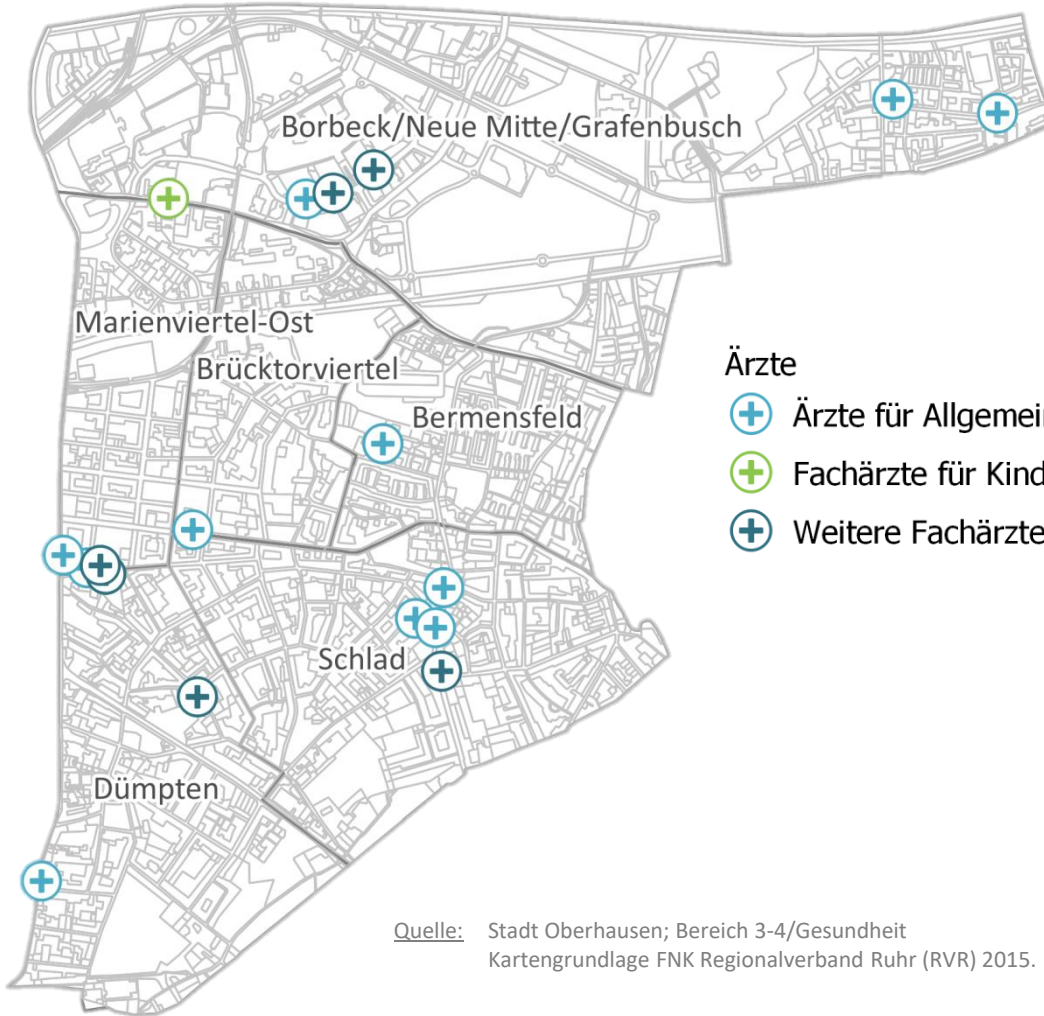 Borbeck/Neue Mitte/Grafenbusch
Marienviertel-Ost
Brücktorviertel
Bermensfeld
Ärzte
Ärzte für Allgemei
Fachärzte für Kind
Weitere Fachärzte
Schlad
Dümpten
Quelle: Stadt Oberhausen; Bereich 3-4/Gesundheit
Kartengrundlage FNK Regionalverband Ruhr (RVR) 2015.